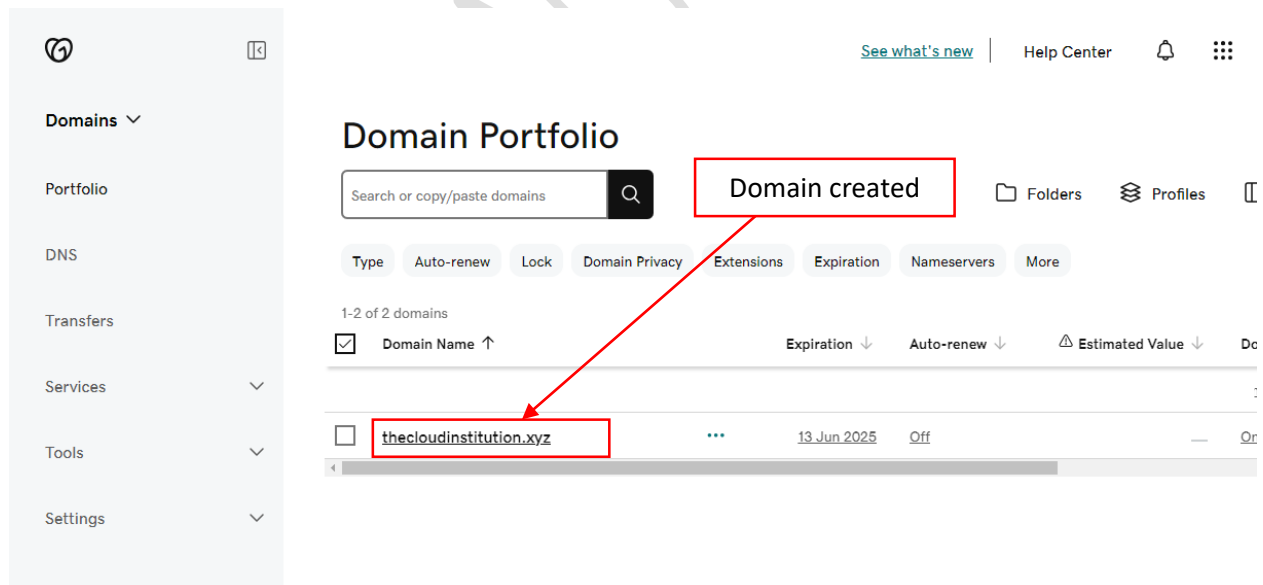 See what's new
Help Center
Domains
Domain Portfolio
Portfolio
Search or copy/paste domains
Domain created
Folders
Profiles
DNS
Type
Auto-renew
Lock
Domain Privacy
Extensions
Expiration
Nameservers
More
1-2 of 2 domains
Transfers
Domain Name ↑
Expiration ↓
Auto-renew ↓
Estimated Value ↓
Services
thecloudinstitution.xyz
...
13 Jun 2025
Off
—
Tools
Settings